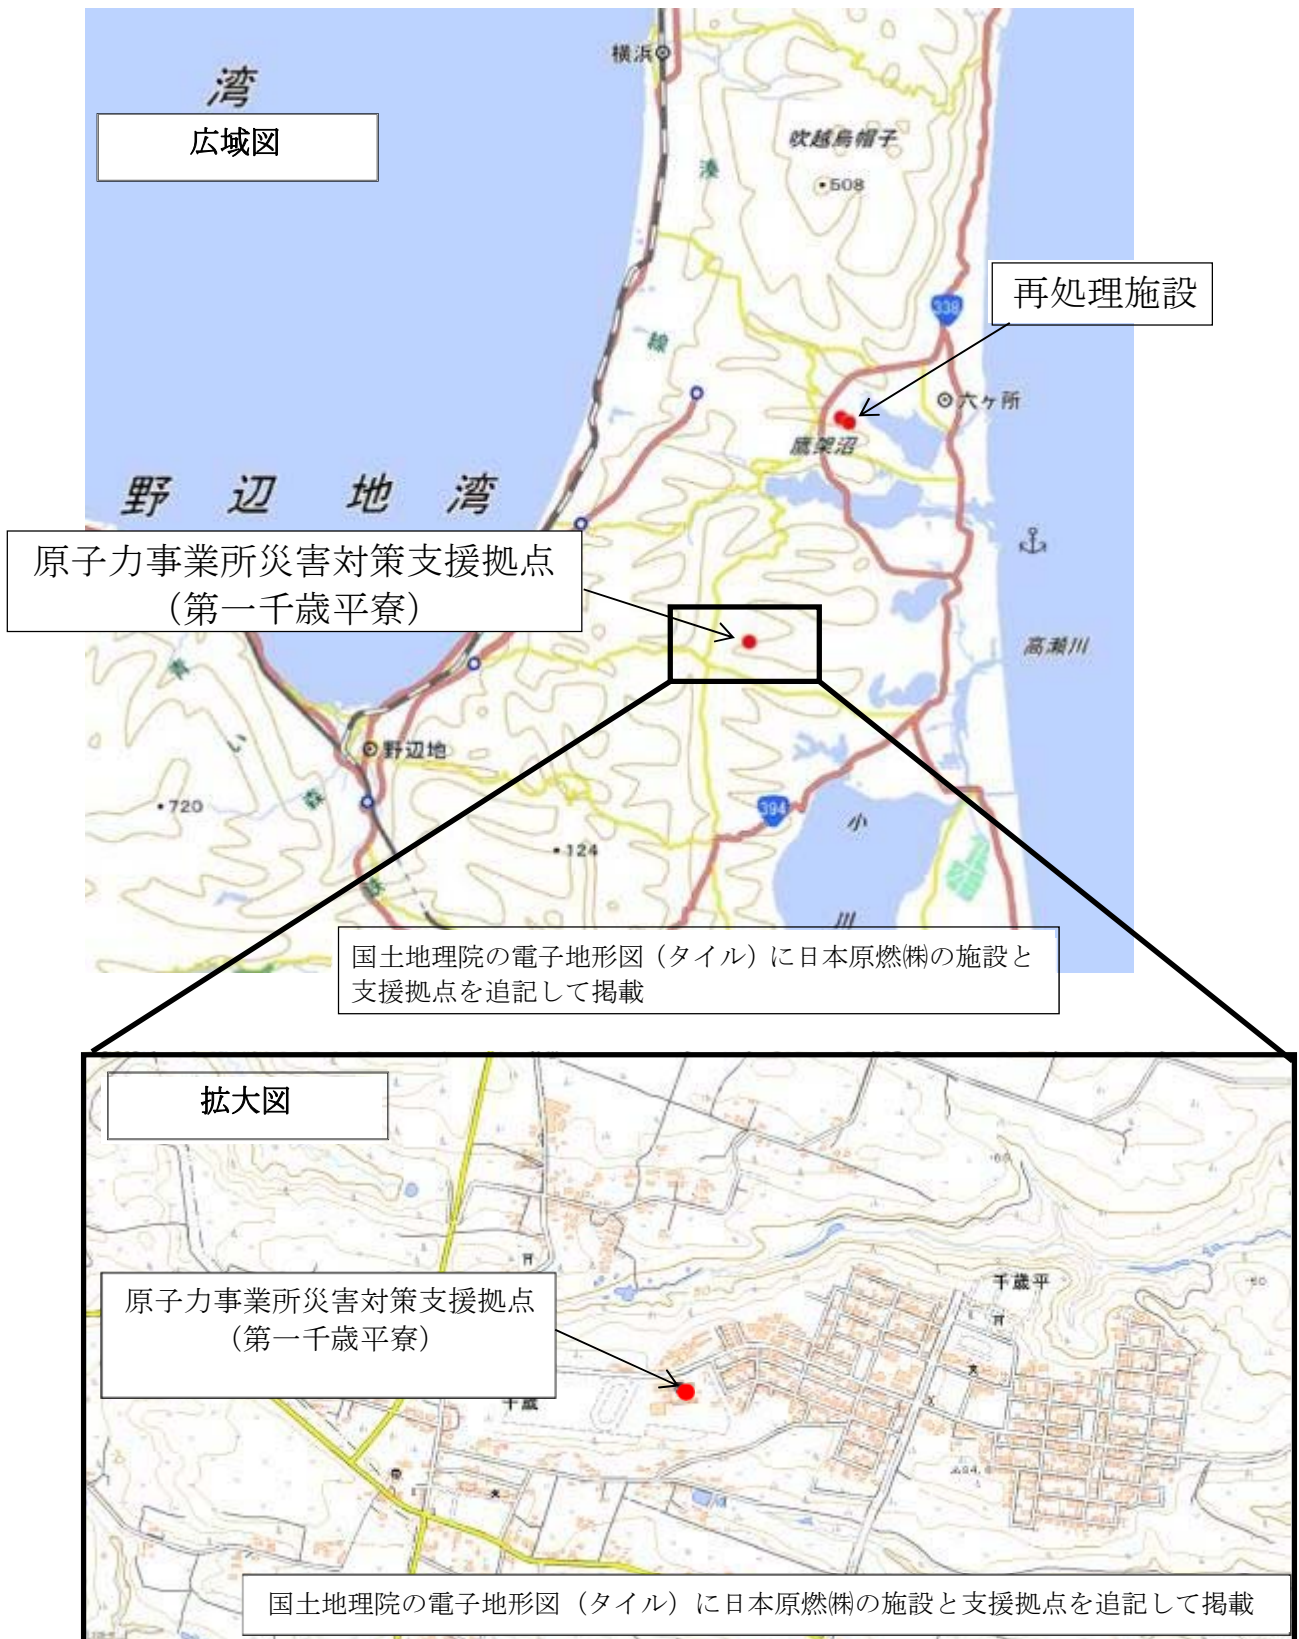 横浜
湾
広域図
吹越烏帽子
508
湊
再処理施設
338
線
六ヶ所
鷹架沼
野辺地湾
原子力事業所災害対策支援拠点
(第一千歳平寮)
高瀬川
青
い
森
鉄
野辺地
720
394
小
川
124
国土地理院の電子地形図(タイル)に日本原燃㈱の施設と
支援拠点を追記して掲載
拡大図
60
千歳平
原子力事業所災害対策支援拠点
(第一千歳平寮)
千歳
国土地理院の電子地形図(タイル)に日本原燃㈱の施設と支援拠点を追記して掲載